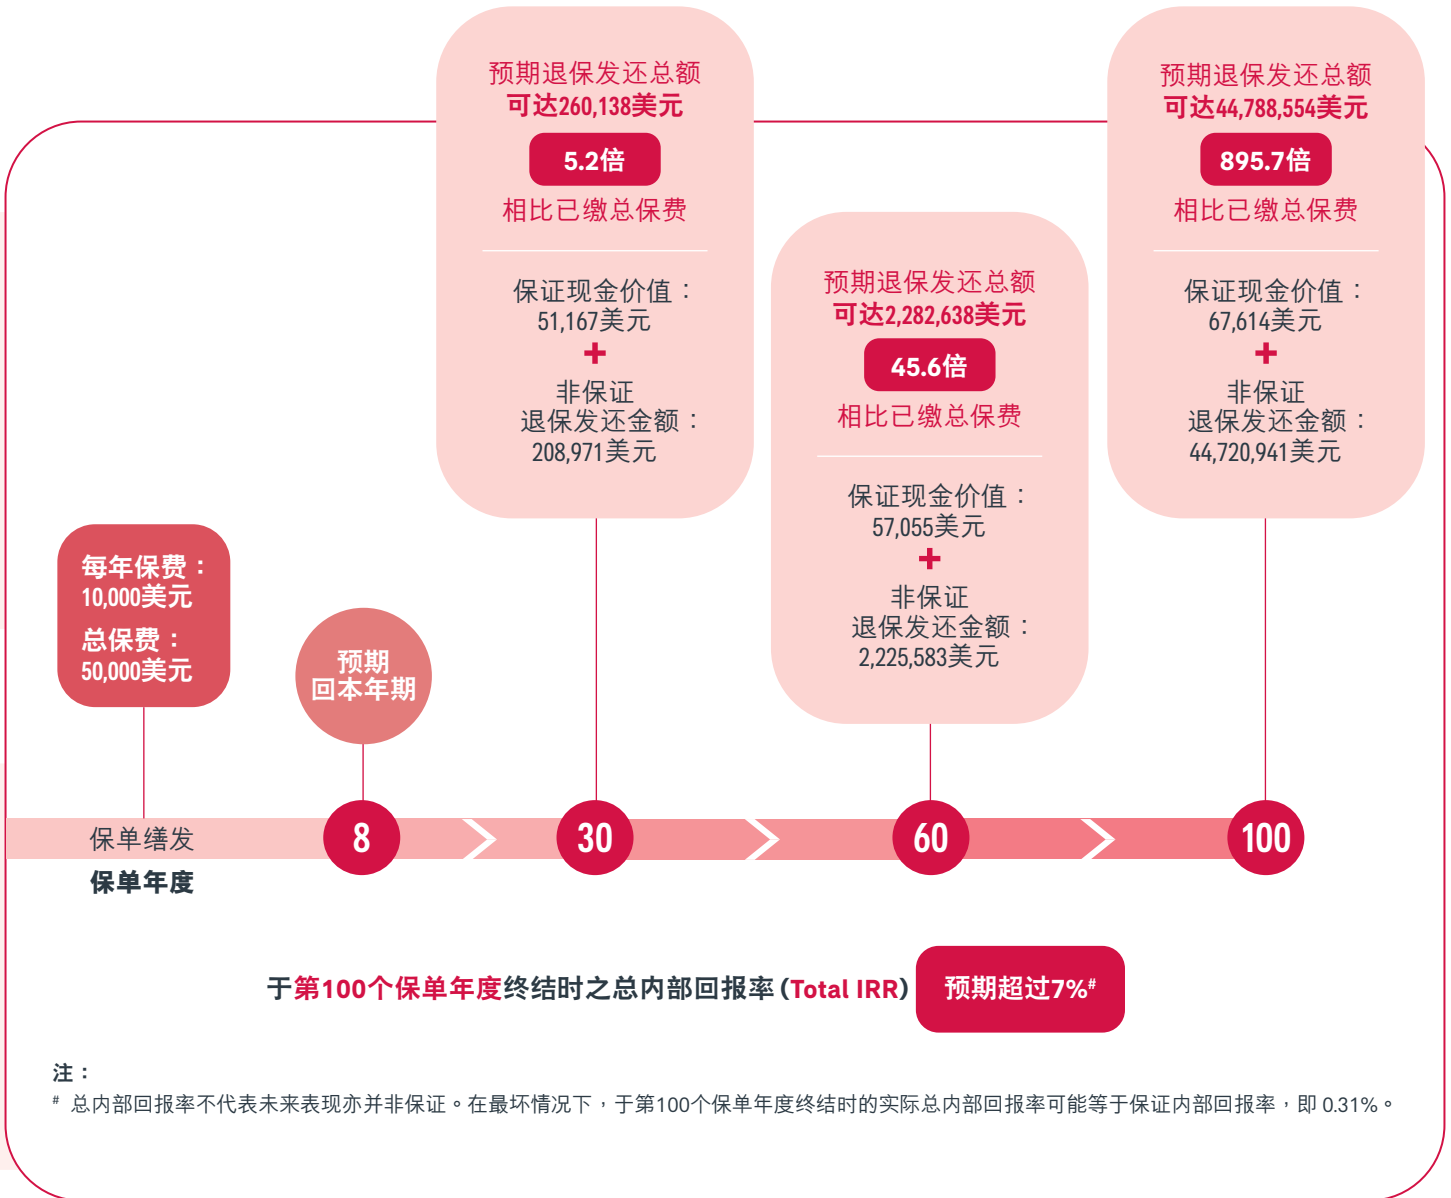 预期退保发还总额
可达260,138美元
5.2倍
相比已缴总保费
保证现金价值：
51,167美元
+
非保证
退保发还金额：
208,971美元
预期退保发还总额
可达2,282,638美元
45.6倍
相比已缴总保费
保证现金价值：
57,055美元
+
非保证
退保发还金额：
2,225,583美元
预期退保发还总额
可达44,788,554美元
895.7倍
相比已缴总保费
保证现金价值：
67,614美元
+
非保证
退保发还金额：
44,720,941美元
每年保费：
10,000美元
总保费：
50,000美元
预期
回本年期
保单缮发
8
30
60
100
保单年度
于第100个保单年度终结时之总内部回报率(Total IRR) 预期超过7%#
注：
# 总内部回报率不代表未来表现亦并非保证。在最坏情况下，于第100个保单年度终结时的实际总内部回报率可能等于保证内部回报率，即 0.31%。